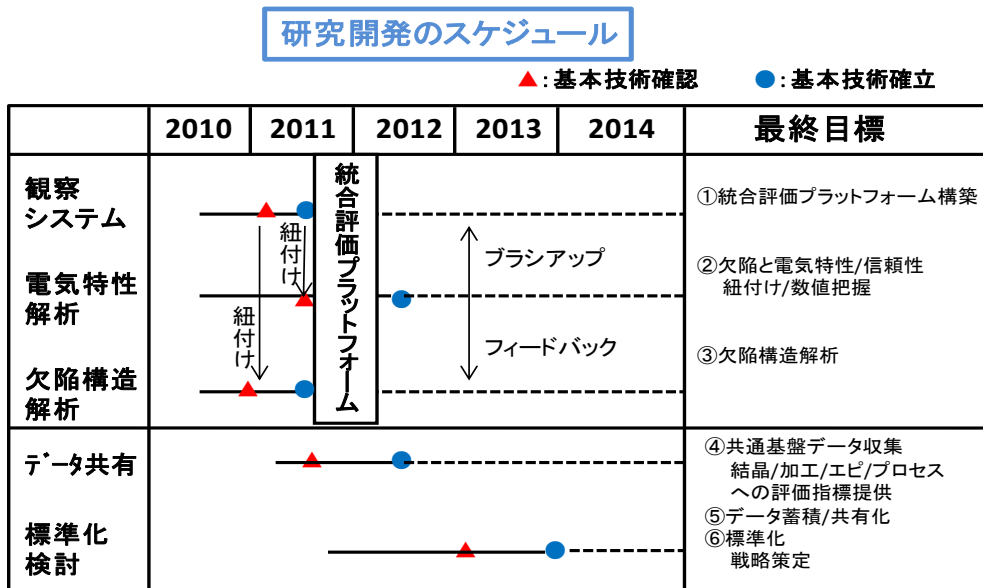 研究開発のスケジュール
▲:基本技術確認
●:基本技術確立
2010 2011 2012 2013 2014 最終目標
観察
システム
電気特性
解析
欠陥構造
解析
紐付け
紐付け
統合評価プラットフォーム
ブラシアップ
フィードバック
①統合評価プラットフォーム構築
②欠陥と電気特性/信頼性
紐付け/数値把握
③欠陥構造解析
データ共有
標準化
検討
④共通基盤データ収集
結晶/加工/エピ/プロセス
への評価指標提供
⑤データ蓄積/共有化
⑥標準化
戦略策定